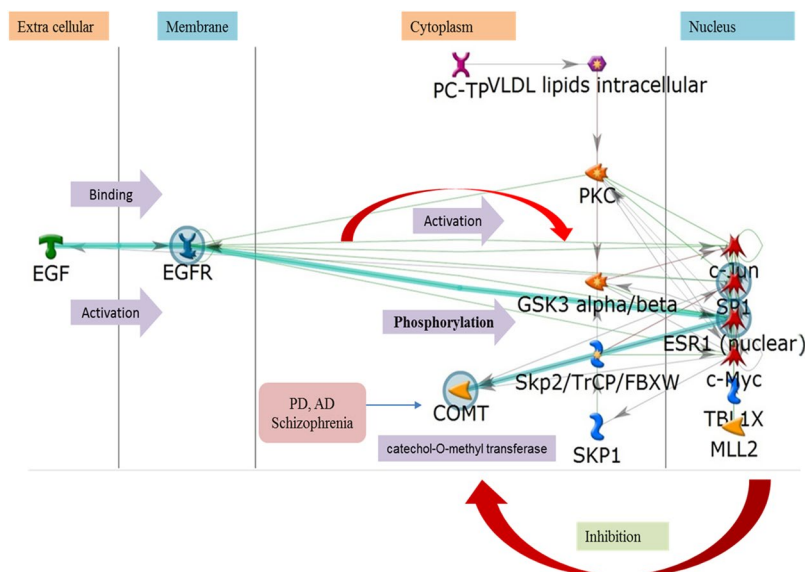 Extra cellular
Membrane
Cytoplasm
Nucleus
PC-TP
VLDL lipids intracellular
Binding
PKC
Activation
EGF
EGFR
c-Jun
Activation
GSK3 alpha/beta
SP1
Phosphorylation
ESR1 (nuclear)
Skp2/TrCP/FBXW
c-Myc
PD, AD
Schizophrenia
COMT
TBL1X
catechol-O-methyl transferase
SKP1
MLL2
Inhibition